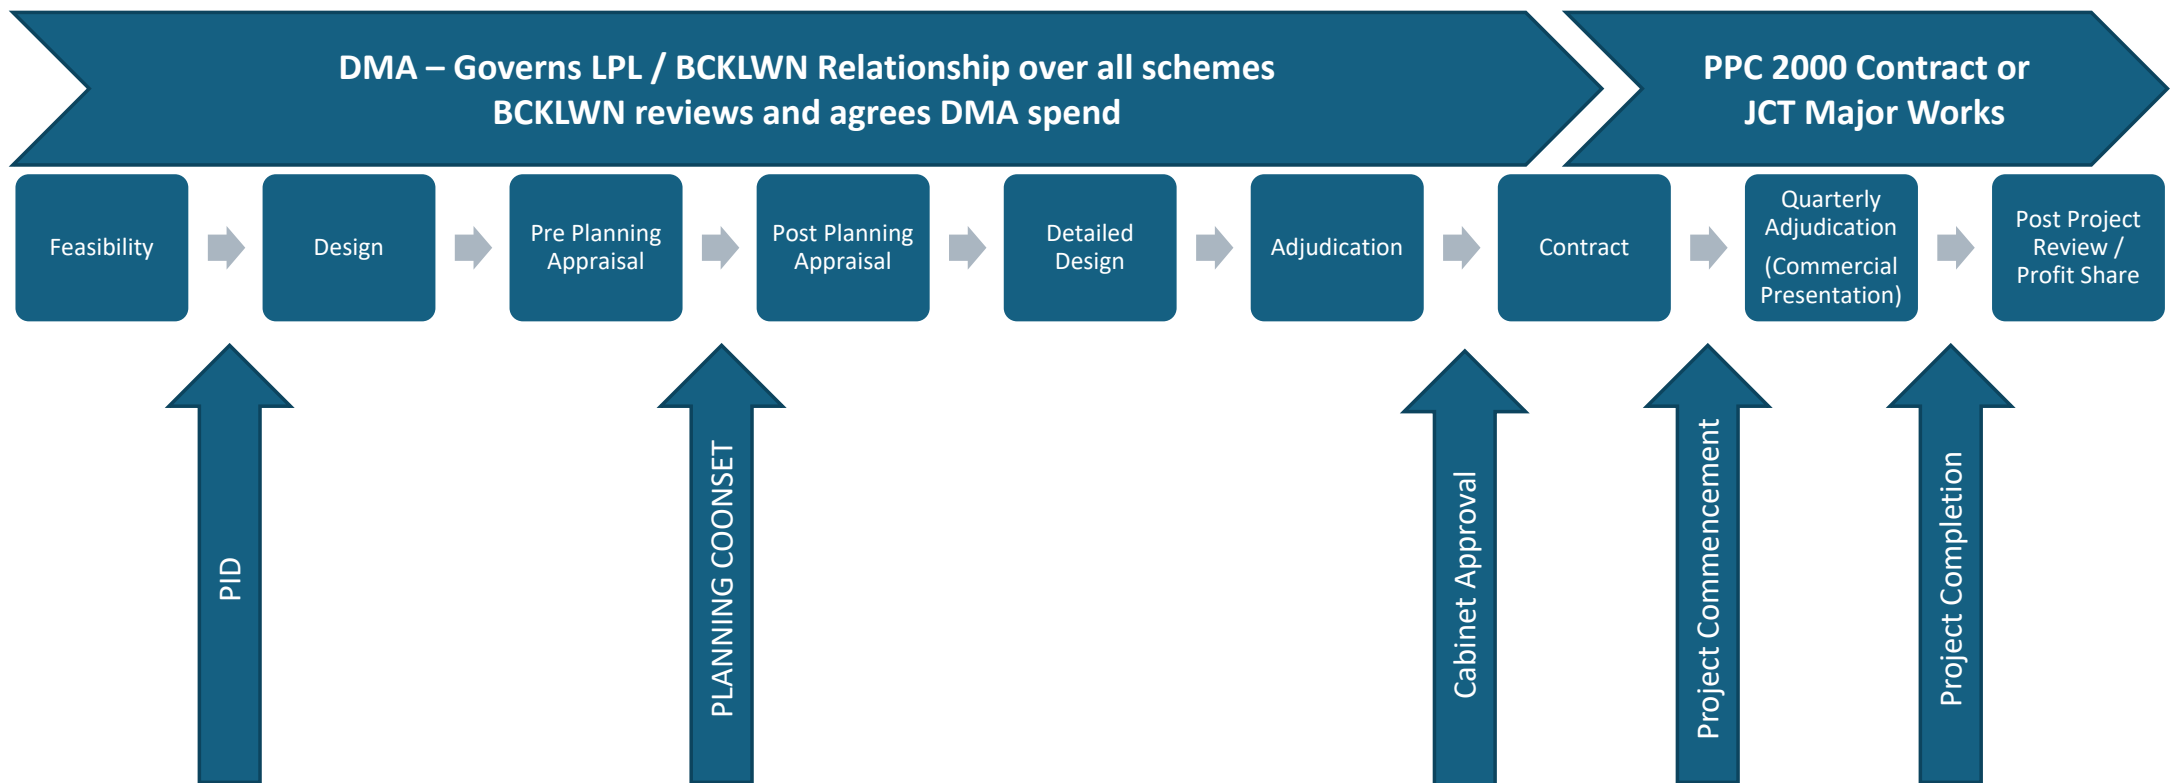 DMA – Governs LPL / BCKLWN Relationship over all schemes
BCKLWN reviews and agrees DMA spend
PPC 2000 Contract or
JCT Major Works
Feasibility
Design
Pre Planning
Appraisal
Post Planning
Appraisal
Detailed
Design
Adjudication
Contract
Quarterly
Adjudication
(Commercial
Presentation)
Post Project
Review /
Profit Share
PID
PLANNING COONSET
Cabinet Approval
Project Commencement
Project Completion